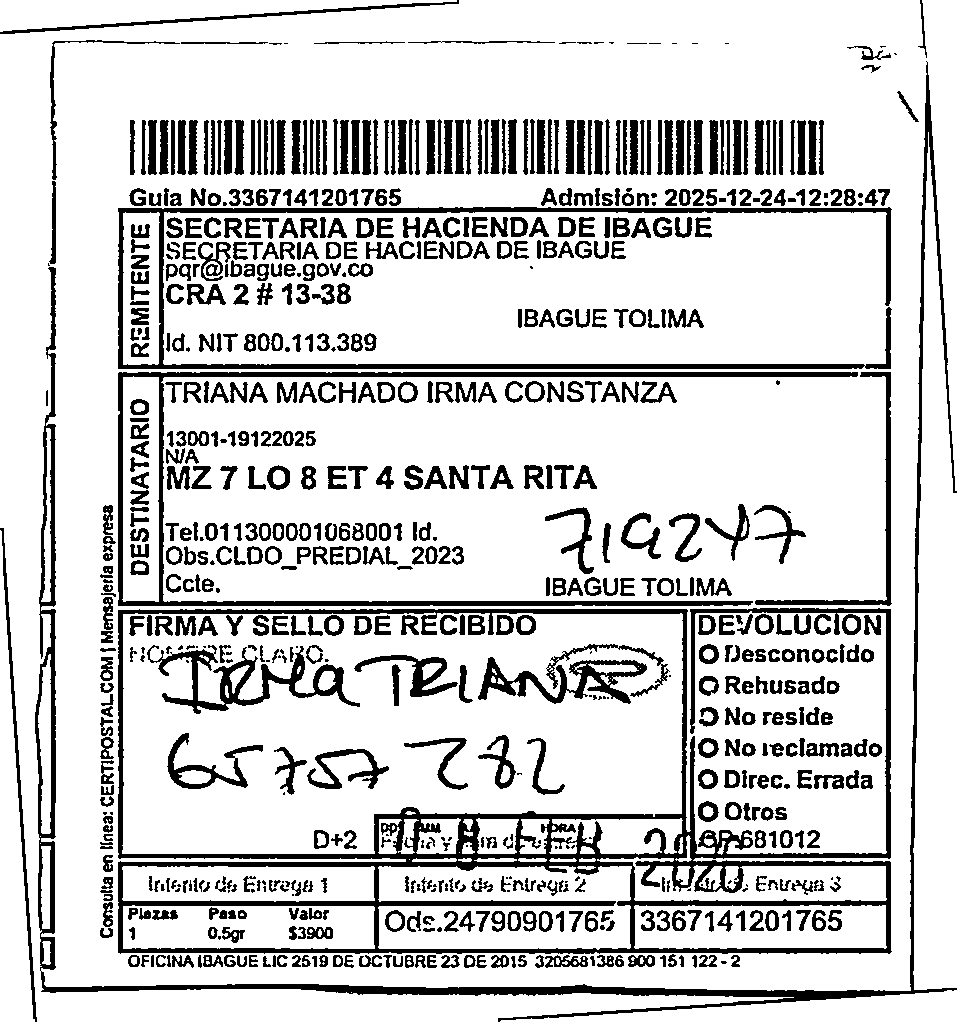 Guia No.3367141201765 Admisión: 2025-12-24-12:28:47
REMITENTE
SECRETARIA DE HACIENDA DE IBAGUE
SECRETARIA DE HACIENDA DE IBAGUE
pqr@ibague.gov.co
CRA 2 # 13-38
IBAGUE TOLIMA
Id. NIT 800.113.389
DESTINATARIO
TRIANA MACHADO IRMA CONSTANZA
13001-19122025
N/A
MZ 7 LO 8 ET 4 SANTA RITA
Tel.011300001068001 Id.
Obs.CLDO_PREDIAL_2023
Ccte.
719247
IBAGUE TOLIMA
FIRMA Y SELLO DE RECIBIDO
NOMBRE CLARO.
IRMA TRIANA
65757282
D+2
HORA
08 FEB
DEVOLUCION
Desconocido
Rehusado
No reside
No reclamado
Direc. Errada
Otros
681012
Intento de Entrega 1
Intento de Entrega 2
Intento de Entrega 3
Plazas Peso Valor
1 0.5gr $3900
Ods.24790901765
3367141201765
OFICINA IBAGUE LIC 2519 DE OCTUBRE 23 DE 2015 3205681386 900 151 122 - 2
Consulta en línea: CERTIPOSTAL.COM | Mensajería expresa